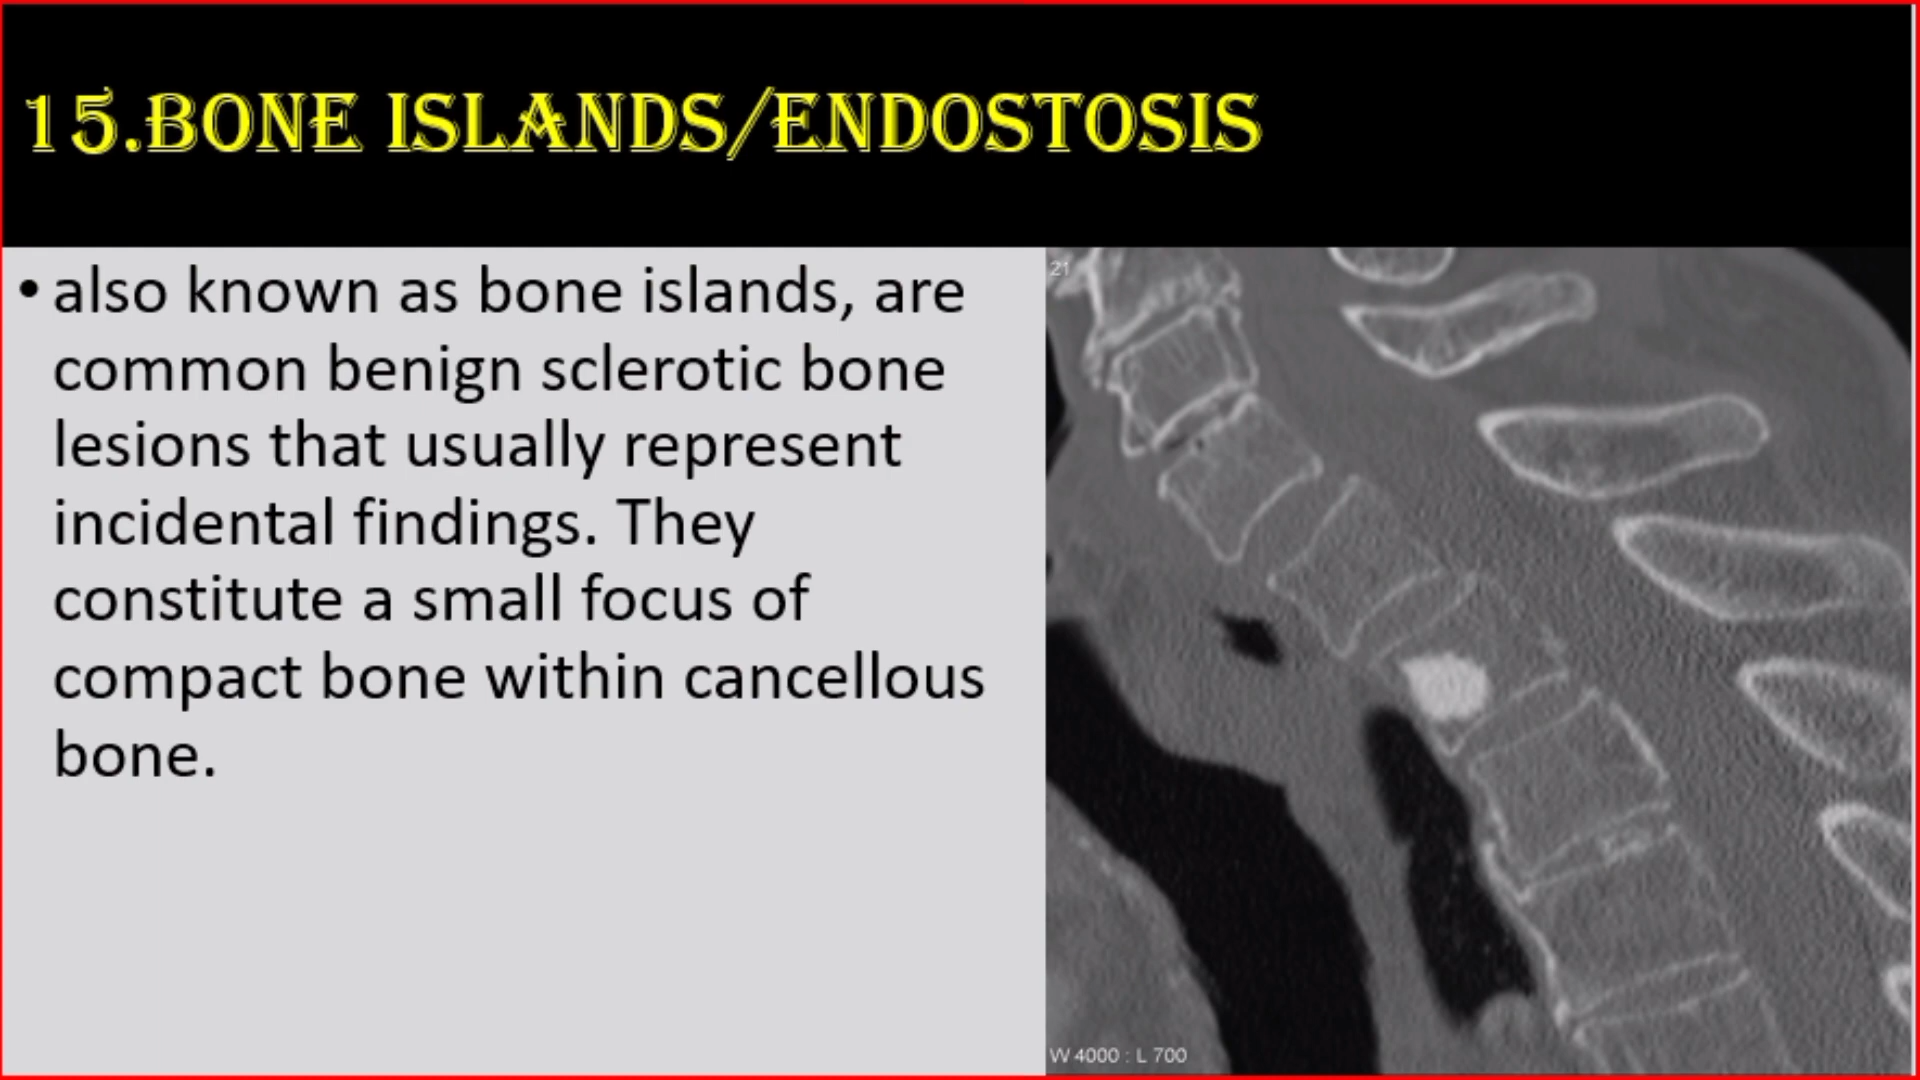 15.BONE ISLANDS/ENDOSTOSIS
• also known as bone islands, are
common benign sclerotic bone
lesions that usually represent
incidental findings. They
constitute a small focus of
compact bone within cancellous
bone.
21
W 4000 : L 700